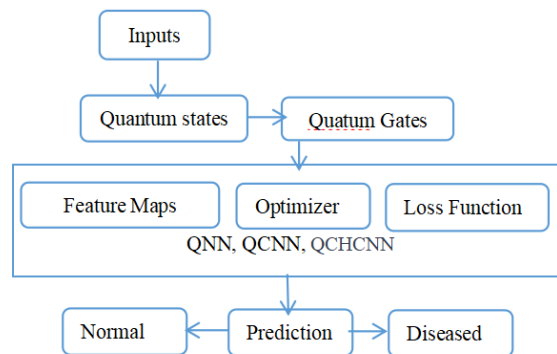 Inputs
Quantum states
Quatum Gates
Feature Maps
Optimizer
Loss Function
QNN, QCNN, QCHCNN
Normal
Prediction
Diseased